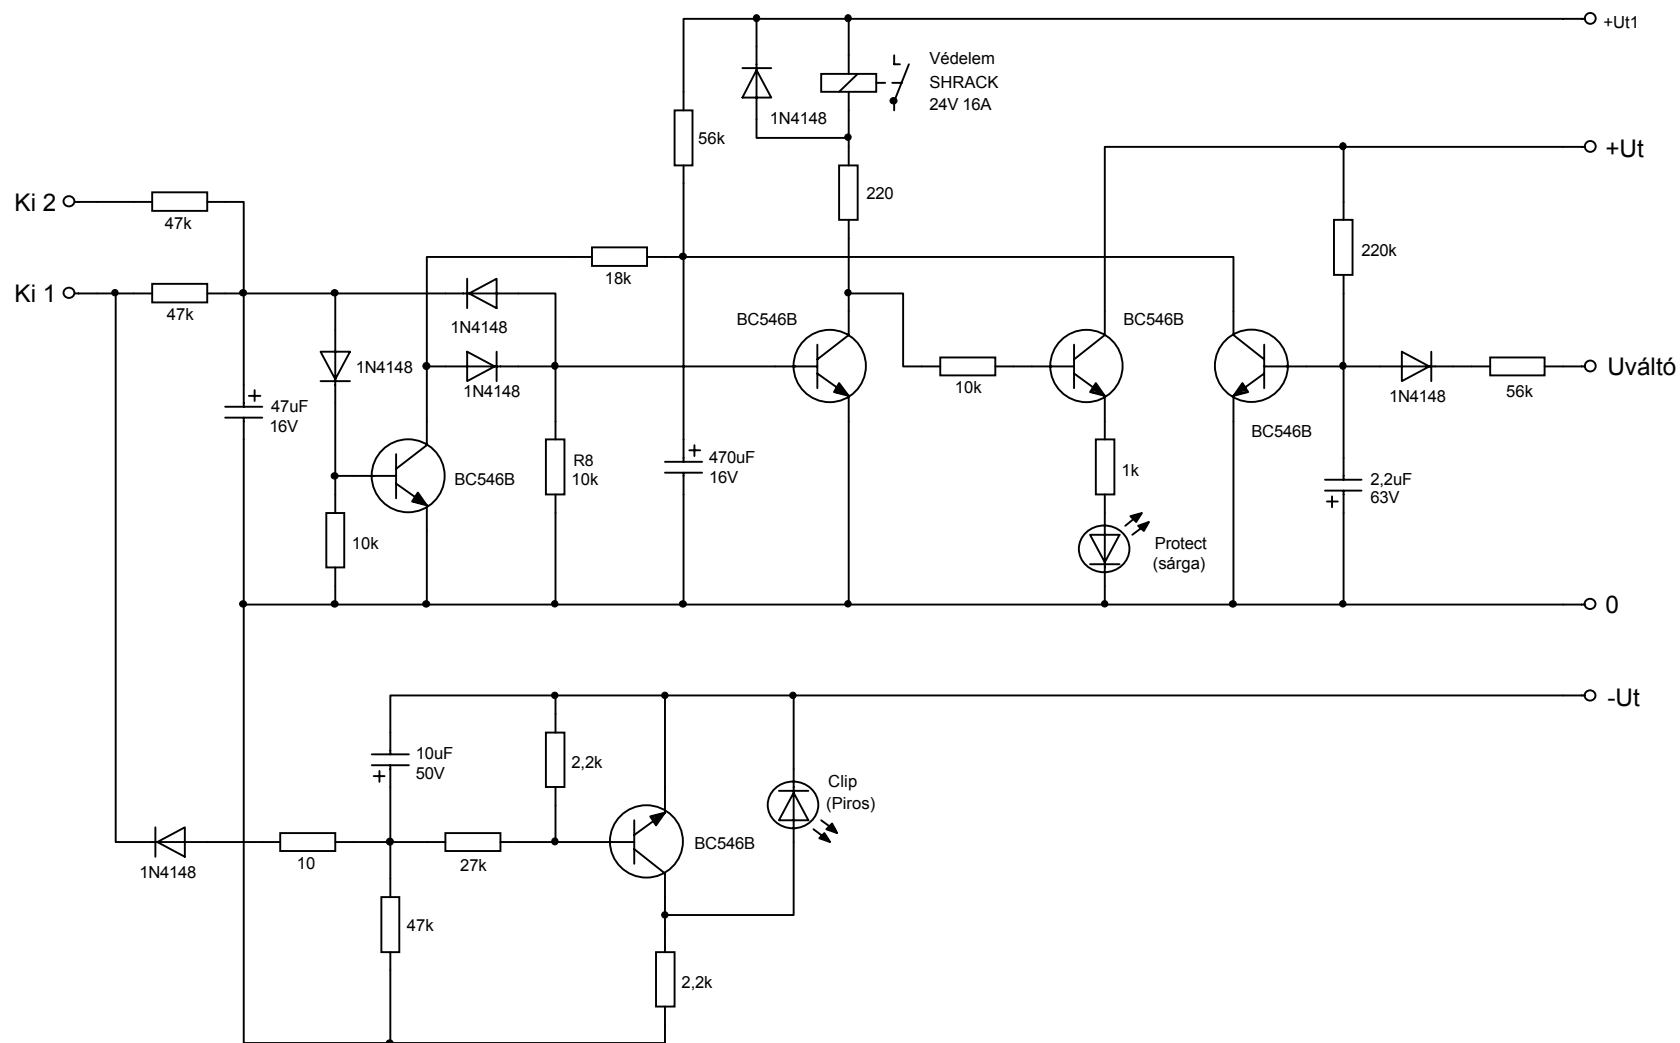 +Ut1
Védelem
SHRACK
24V 16A
1N4148
56k
+Ut
Ki 2
47k
220
220k
18k
Ki 1
47k
1N4148
BC546B
BC546B
1N4148
1N4148
10k
1N4148
56k
Uváltó
47uF
16V
BC546B
R8
10k
BC546B
470uF
16V
1k
2,2uF
63V
10k
Protect
(sárga)
0
-Ut
10uF
50V
2,2k
Clip
(Piros)
1N4148
10
27k
BC546B
47k
2,2k